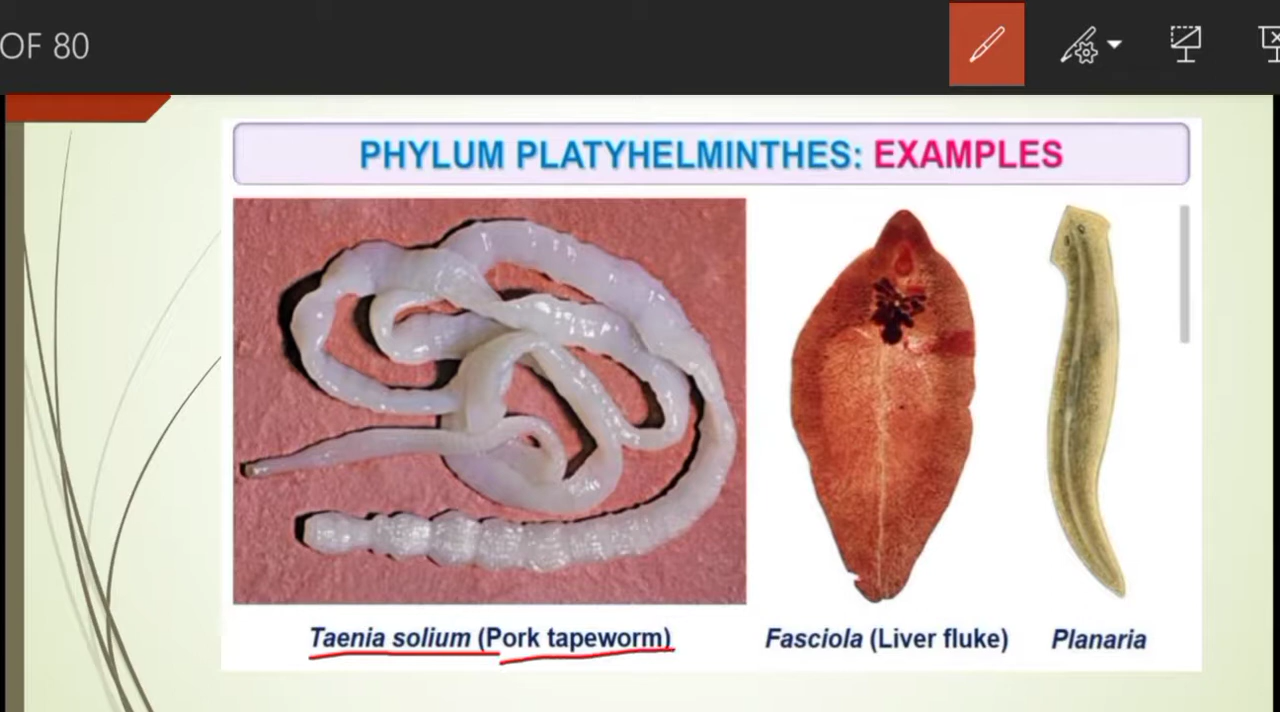 OF 80
PHYLUM PLATYHELMINTHES: EXAMPLES
Taenia solium (Pork tapeworm)
Fasciola (Liver fluke)
Planaria